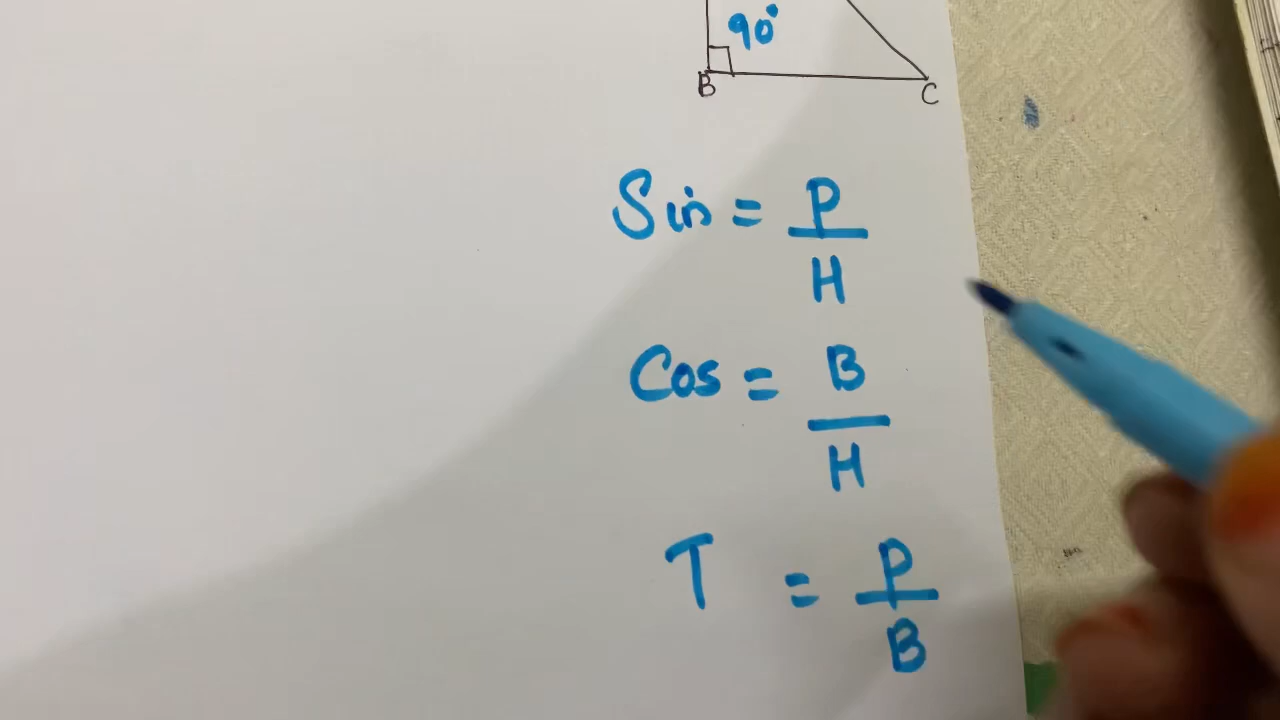 90°
B C
Sin = P/H
Cos = B/H
T = P/B